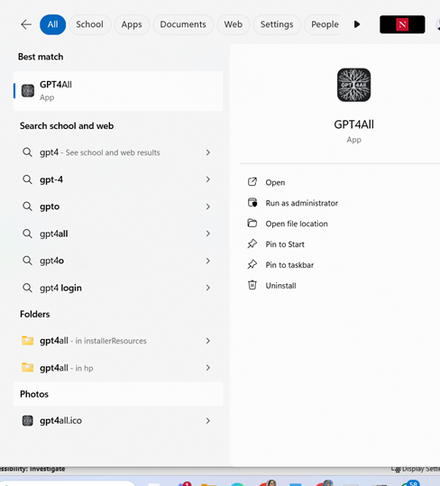 All School Apps Documents Web Settings People
Best match
GPT4All
App
Search school and web
gpt4 - See school and web results
gpt-4
gpto
gpt4all
gpt4o
gpt4 login
Folders
gpt4all - in installerResources
gpt4all - in hp
Photos
gpt4all.ico
N
GPT4ALL
GPT4All
App
Open
Run as administrator
Open file location
Pin to Start
Pin to taskbar
Uninstall
ssibility: Investigate
Display Sett